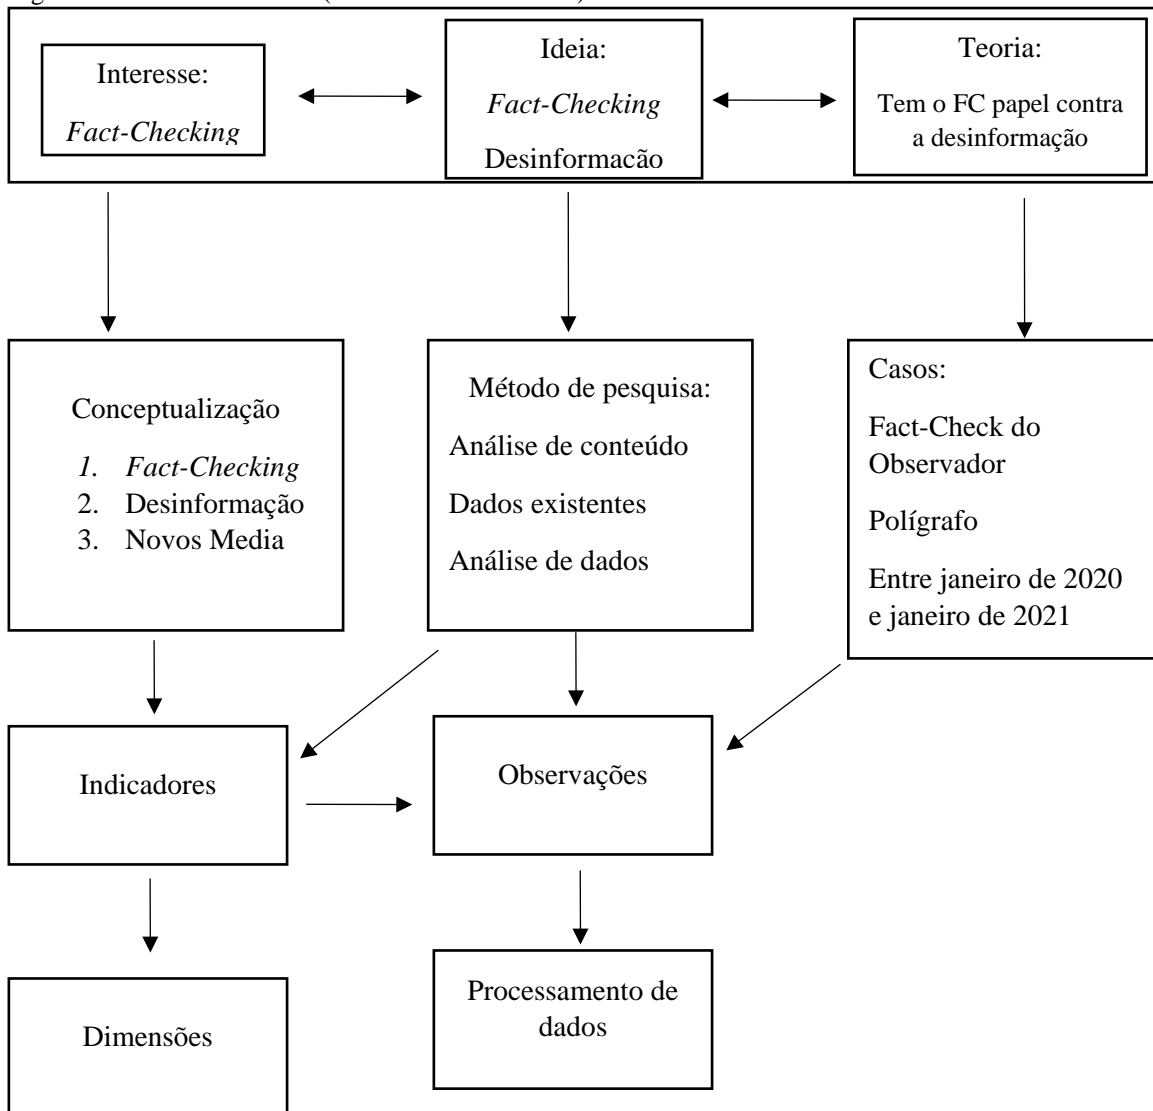 Interesse:
Fact-Checking
Ideia:
Fact-Checking
Desinformacão
Teoria:
Tem o FC papel contra
a desinformação
Conceptualização
1. Fact-Checking
2. Desinformação
3. Novos Media
Método de pesquisa:
Análise de conteúdo
Dados existentes
Análise de dados
Casos:
Fact-Check do
Observador
Polígrafo
Entre janeiro de 2020
e janeiro de 2021
Indicadores
Observações
Dimensões
Processamento de
dados